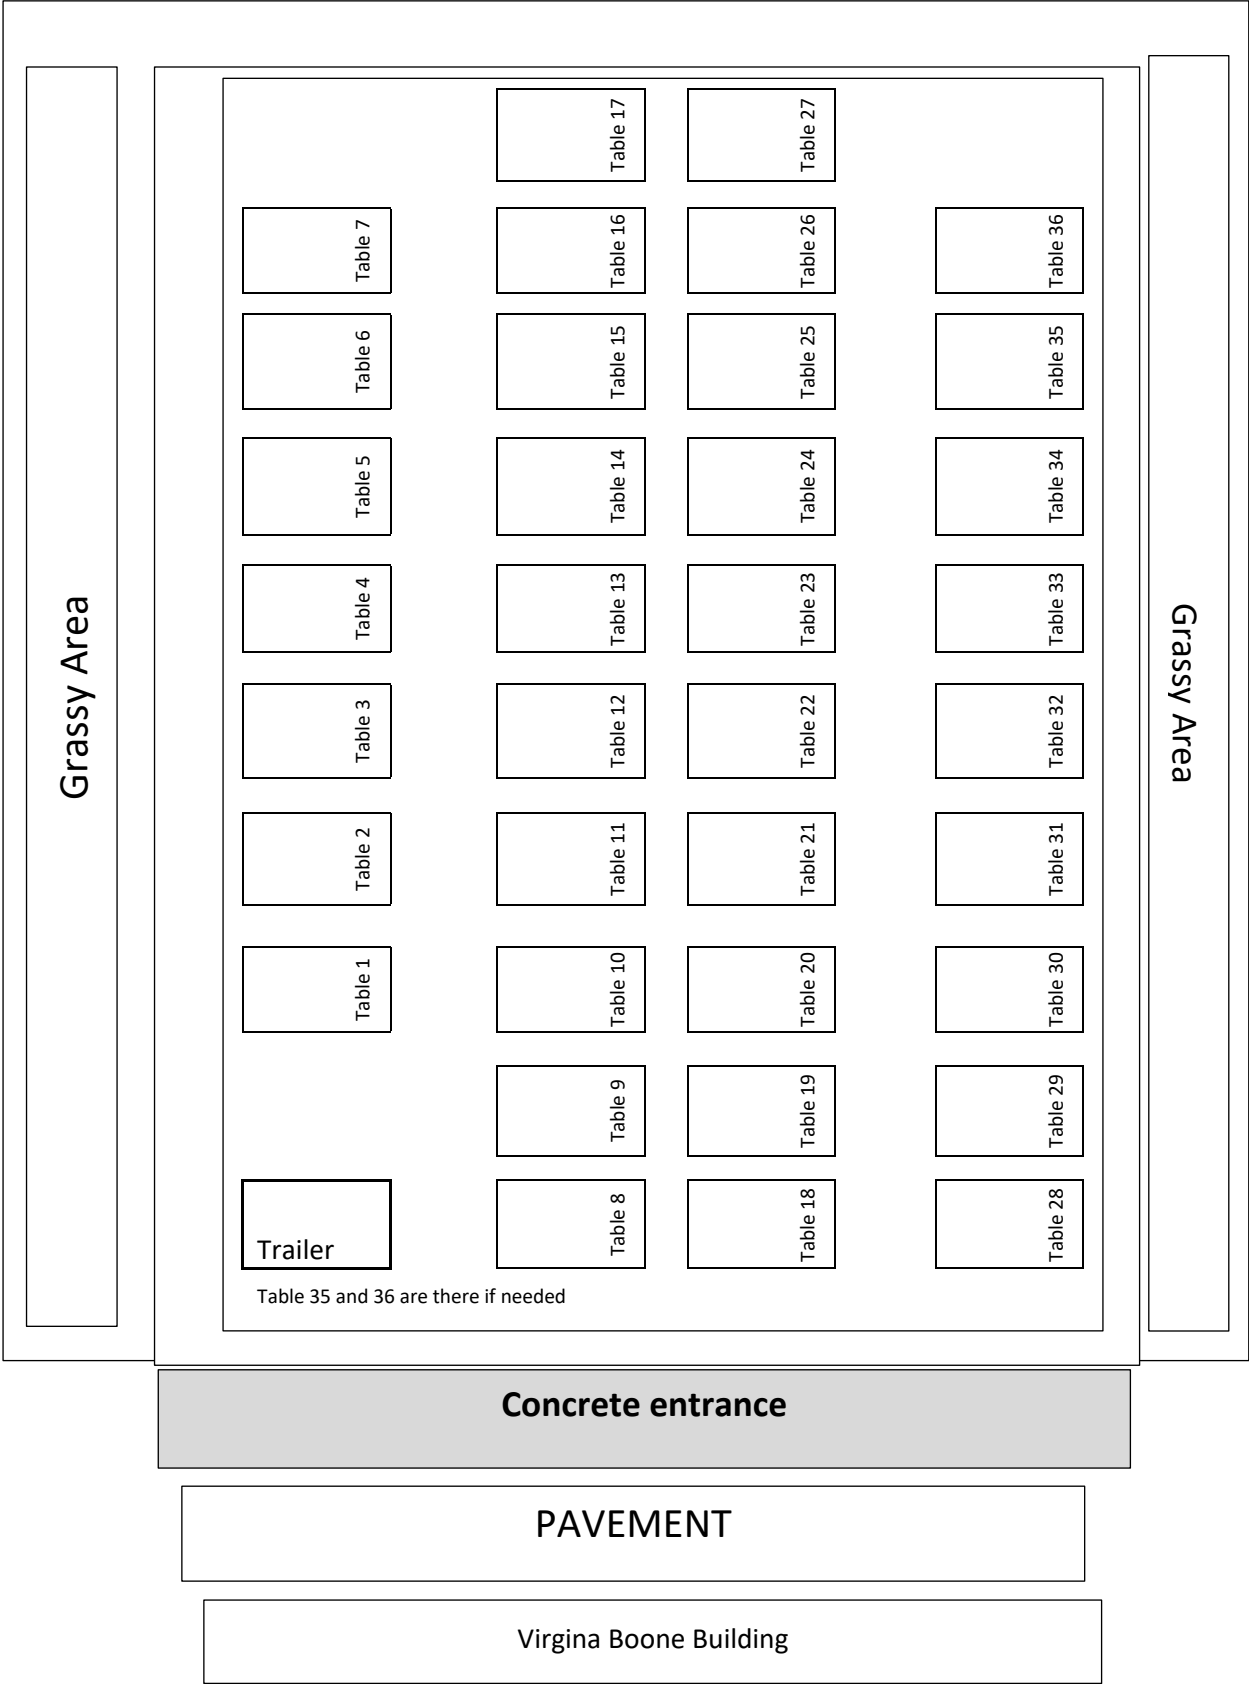 Table 17
Table 27
Table 7
Table 16
Table 26
Table 36
Table 6
Table 15
Table 25
Table 35
Table 5
Table 14
Table 24
Table 34
Table 4
Table 13
Table 23
Table 33
Grassy Area
Grassy Area
Table 3
Table 12
Table 22
Table 32
Table 2
Table 11
Table 21
Table 31
Table 1
Table 10
Table 20
Table 30
Table 9
Table 19
Table 29
Trailer
Table 8
Table 18
Table 28
Table 35 and 36 are there if needed
Concrete entrance
PAVEMENT
Virgina Boone Building